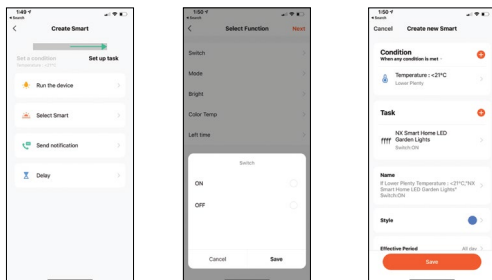 1:49
Search
Create Smart
Set a condition
Temperature : <21°C
Set up task
Run the device
Select Smart
Send notification
Delay
1:50
Search
Select Function
Next
Switch
Mode
Bright
Color Temp
Left time
Switch
ON
OFF
Cancel
Save
1:50
Search
Cancel
Create new Smart
Condition
When any condition is met
Temperature : <21°C
Lower Plenty
Task
NX Smart Home LED
Garden Lights
Switch:ON
Name
If Lower Plenty Temperature : <21°C,"NX
Smart Home LED Garden Lights"
Switch:ON
Style
Effective Period
All day
Save